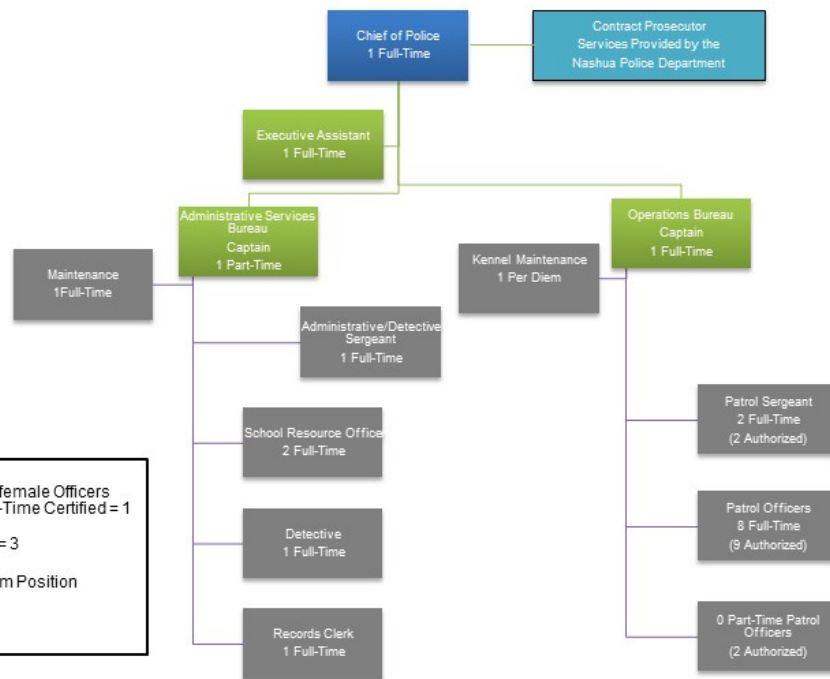 Chief of Police
1 Full-Time
Contract Prosecutor
Services Provided by the
Nashua Police Department
Executive Assistant
1 Full-Time
Administrative Services
Bureau
Captain
1 Part-Time
Operations Bureau
Captain
1 Full-Time
Maintenance
1Full-Time
Kennel Maintenance
1 Per Diem
Administrative/Detective
Sergeant
1 Full-Time
School Resource Office
2 Full-Time
Detective
1 Full-Time
Records Clerk
1 Full-Time
Patrol Sergeant
2 Full-Time
(2 Authorized)
Patrol Officers
8 Full-Time
(9 Authorized)
0 Part-Time Patrol
Officers
(2 Authorized)
female Officers
-Time Certified = 1
= 3
m Position